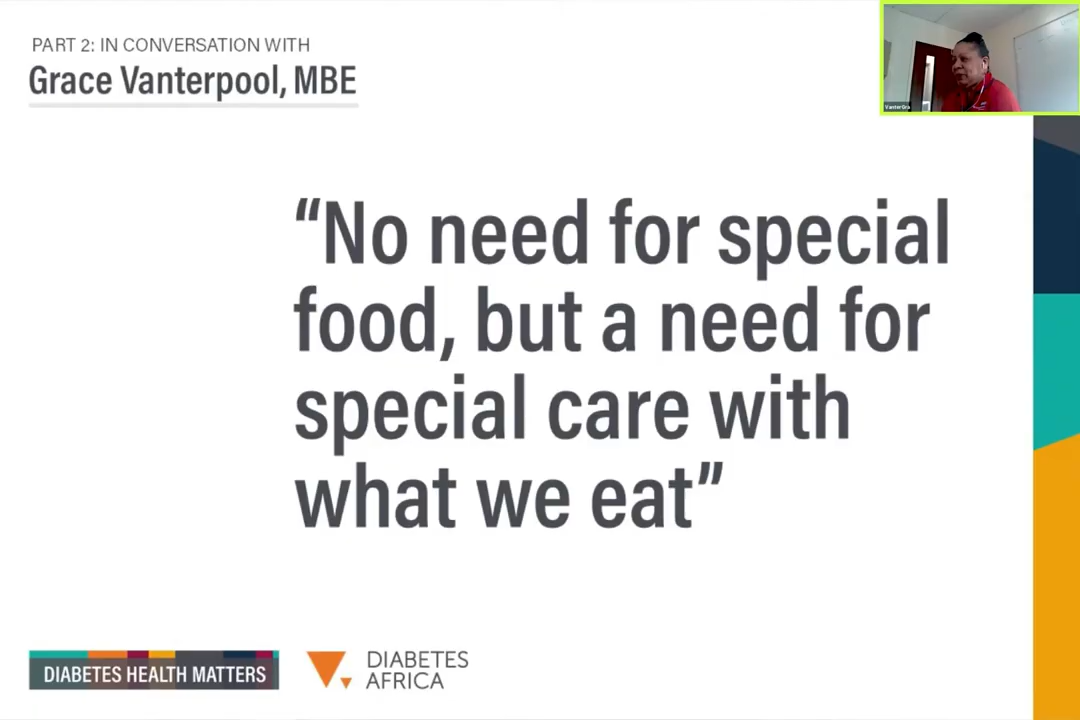 PART 2: IN CONVERSATION WITH
Grace Vanterpool, MBE
“No need for special
food, but a need for
special care with
what we eat”
DIABETES HEALTH MATTERS
DIABETES
AFRICA